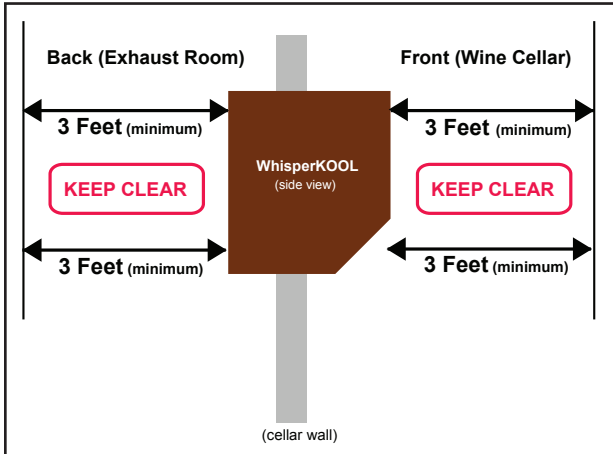 Back (Exhaust Room)
Front (Wine Cellar)
3 Feet (minimum)
3 Feet (minimum)
WhisperKOOL
(side view)
KEEP CLEAR
KEEP CLEAR
3 Feet (minimum)
3 Feet (minimum)
(cellar wall)